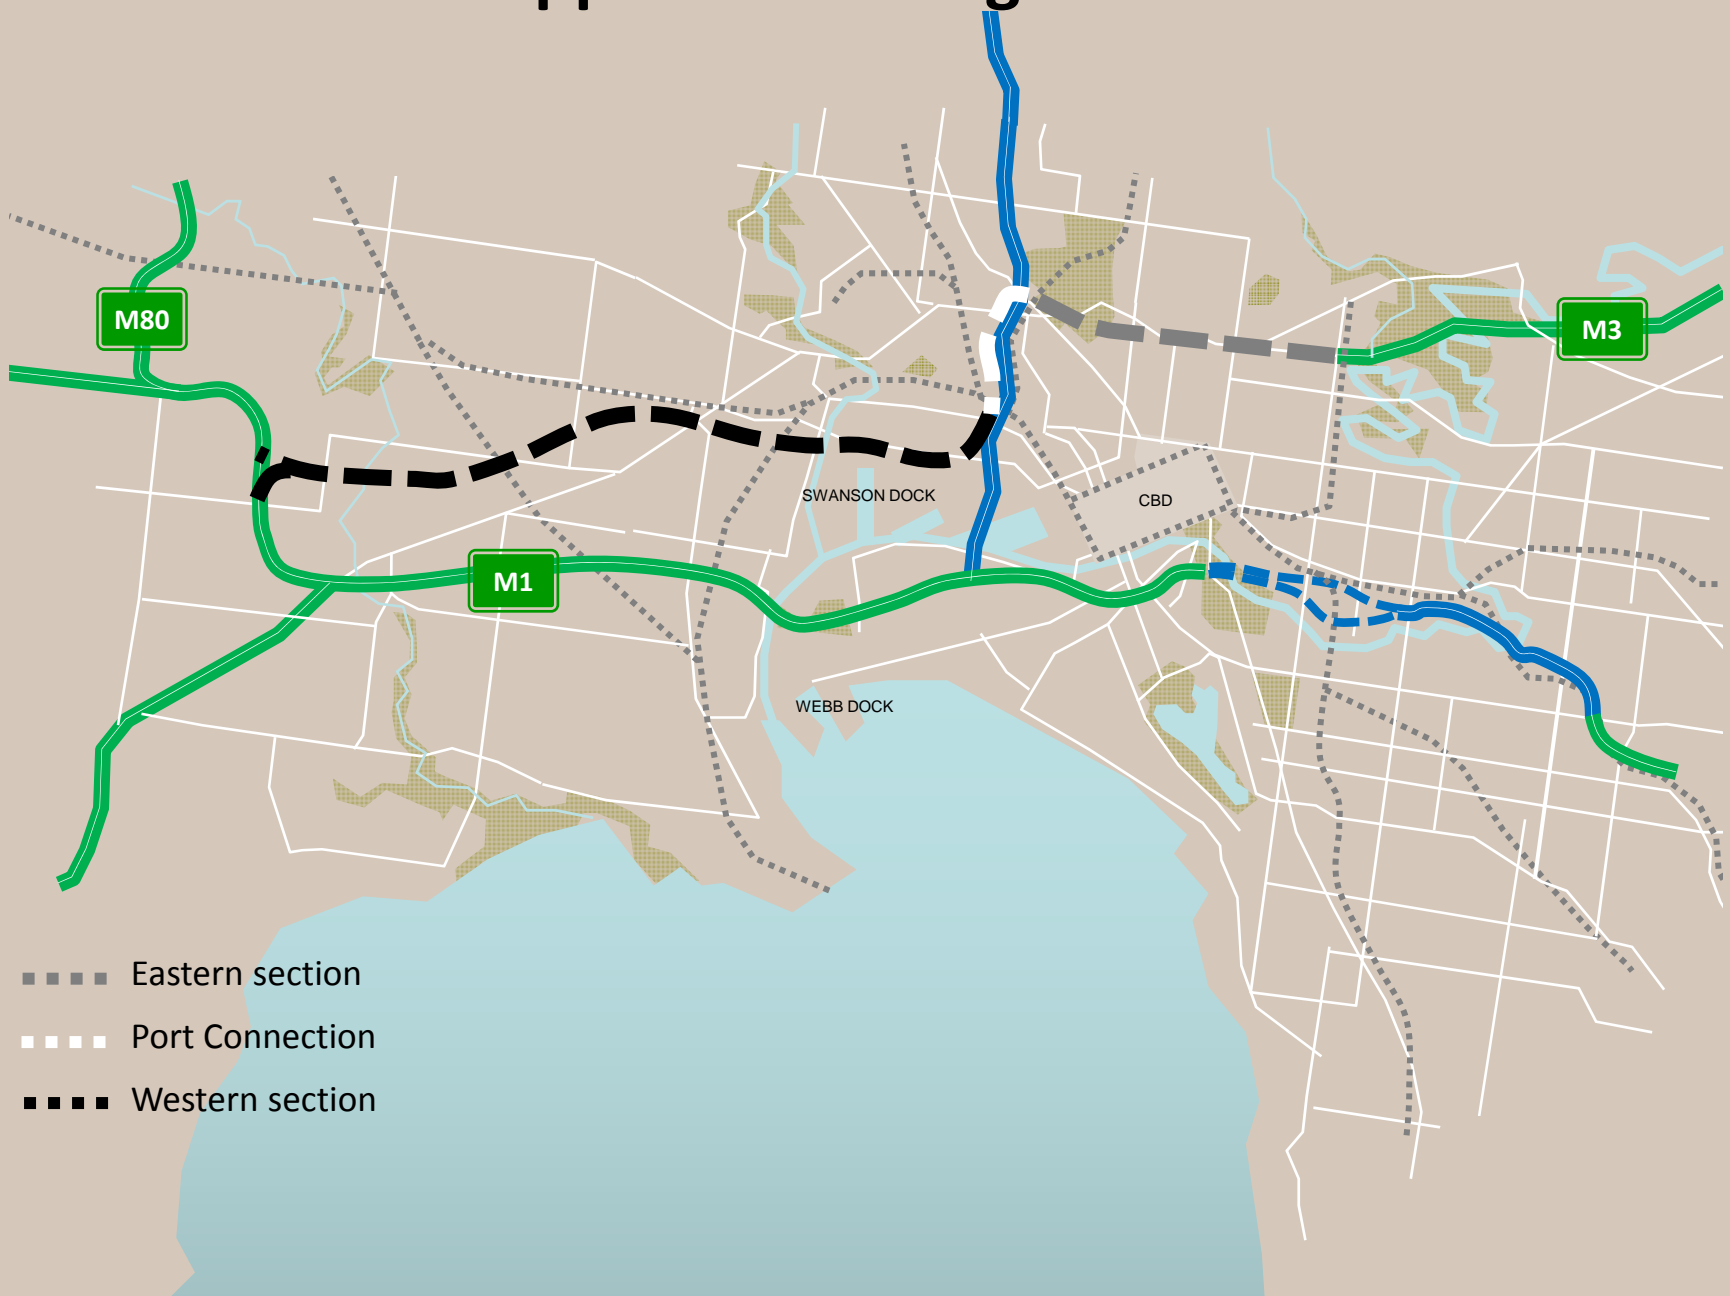 M80
M3
SWANSON DOCK
CBD
M1
WEBB DOCK
Eastern section
Port Connection
Western section